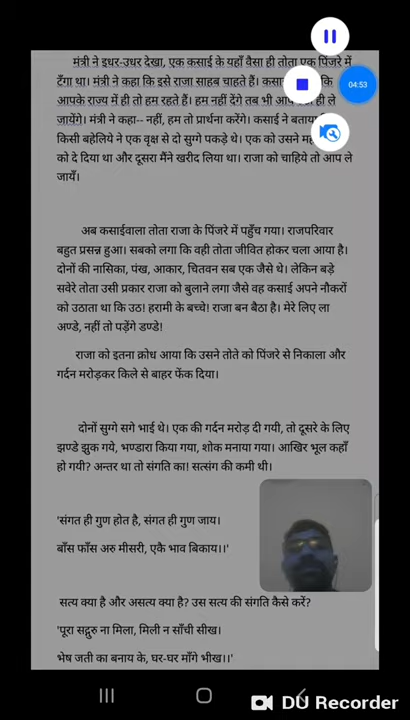 04:53
मंत्री ने इधर-उधर देखा, एक कसाई के यहाँ वैसा ही तोता एक पिंजरे में
टँगा था। मंत्री ने कहा कि इसे राजा साहब चाहते हैं। कि
आपके राज्य में ही तो हम रहते हैं। हम नहीं देंगे तब भी ही ले
जायेंगे। मंत्री ने कहा-- नहीं, हम तो प्रार्थना करेंगे। कसाई ने
किसी बहेलिये ने एक वृक्ष से दो सुग्गे पकड़े थे। एक को उसने
को दे दिया था और दूसरा मैंने खरीद लिया था। राजा को चाहिये तो आप ले
जायँ।
अब कसाईवाला तोता राजा के पिंजरे में पहुँच गया। राजपरिवार
बहुत प्रसन्न हुआ। सबको लगा कि वही तोता जीवित होकर चला आया है।
दोनों की नासिका, पंख, आकार, चितवन सब एक जैसे थे। लेकिन बड़े
सवेरे तोता उसी प्रकार राजा को बुलाने लगा जैसे वह कसाई अपने नौकरों
को उठाता था कि उठ! हरामी के बच्चे! राजा बन बैठा है। मेरे लिए ला
अण्डे, नहीं तो पड़ेंगे डण्डे!
राजा को इतना क्रोध आया कि उसने तोते को पिंजरे से निकाला और
गर्दन मरोड़कर किले से बाहर फेंक दिया।
दोनों सुग्गे सगे भाई थे। एक की गर्दन मरोड़ दी गयी, तो दूसरे के लिए
झण्डे झुक गये, भण्डारा किया गया, शोक मनाया गया। आखिर भूल कहाँ
हो गयी? अन्तर था तो संगति का! सत्संग की कमी थी।
'संगत ही गुण होत है, संगत ही गुण जाय।
बाँस फाँस अरु मीसरी, एकै भाव बिकाय।।'
सत्य क्या है और असत्य क्या है? उस सत्य की संगति कैसे करें?
'पूरा सद्गुरु ना मिला, मिली न साँची सीख।
भेष जती का बनाय के, घर-घर माँगे भीख।।'
DU Recorder